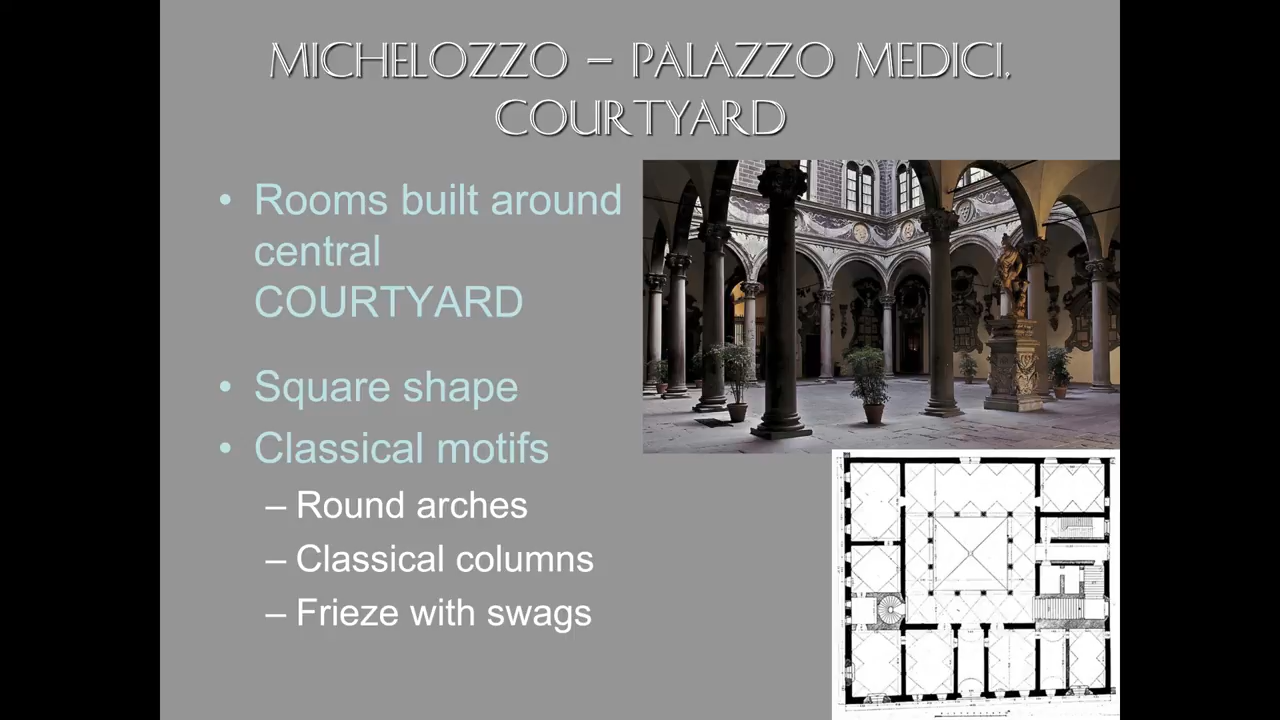 MICHELOZZO – PALAZZO MEDICI,
COURTYARD
• Rooms built around
central
COURTYARD
• Square shape
• Classical motifs
– Round arches
– Classical columns
– Frieze with swags